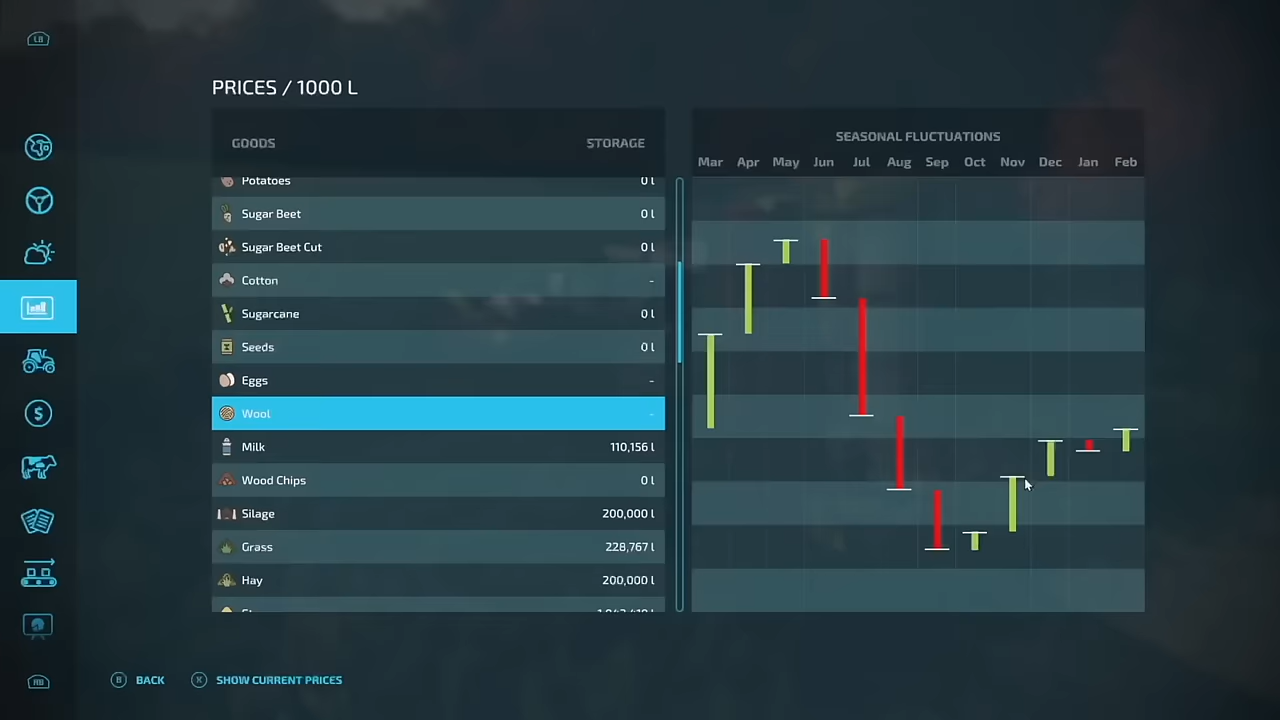 LB
PRICES / 1000 L
GOODS STORAGE
Potatoes 0 l
Sugar Beet 0 l
Sugar Beet Cut 0 l
Cotton -
Sugarcane 0 l
Seeds 0 l
Eggs -
Wool -
Milk 110,156 l
Wood Chips 0 l
Silage 200,000 l
Grass 228,767 l
Hay 200,000 l
SEASONAL FLUCTUATIONS
Mar Apr May Jun Jul Aug Sep Oct Nov Dec Jan Feb
$
RB
B BACK X SHOW CURRENT PRICES